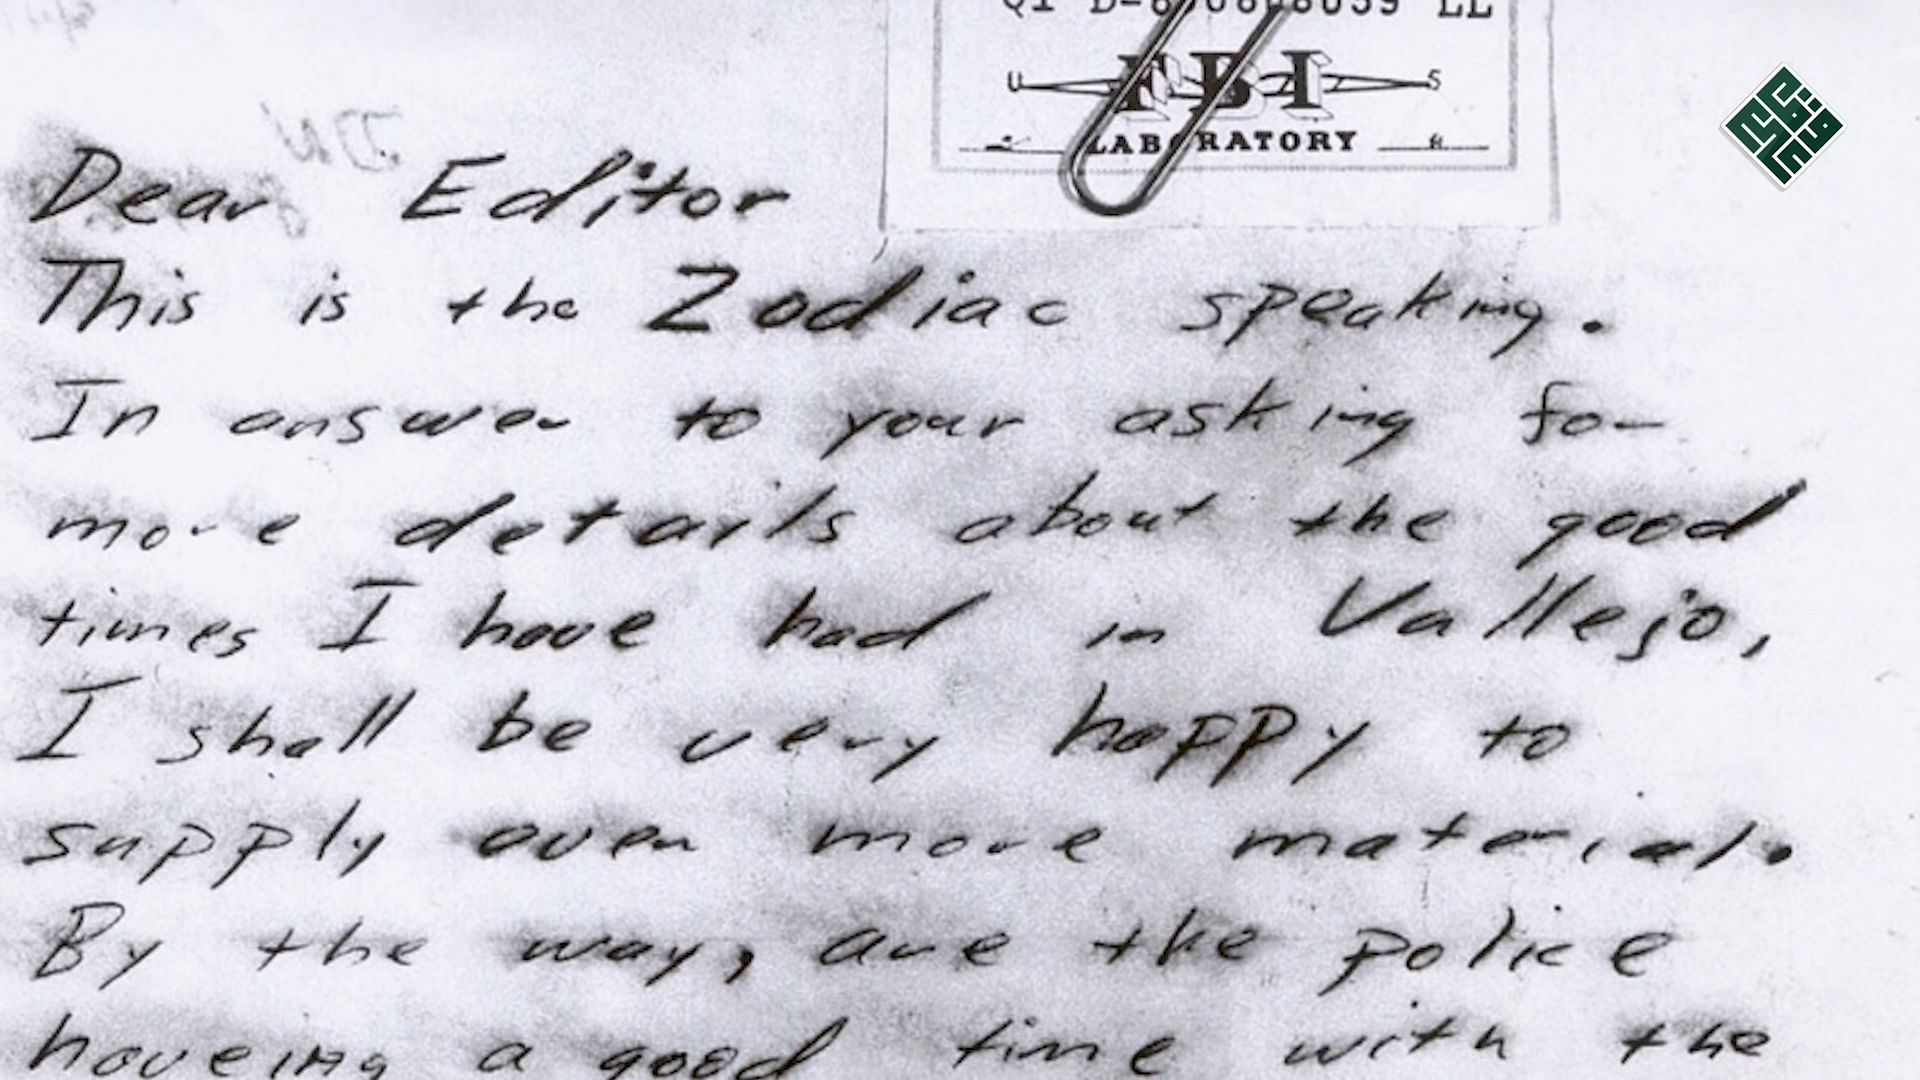 U FBI S
LABORATORY
Dear Editor
This is the Zodiac speaking.
In answer to your asking for
more details about the good
times I have had in Vallejo,
I shall be very happy to
supply even more material.
By the way, are the police
haveing a good time with the